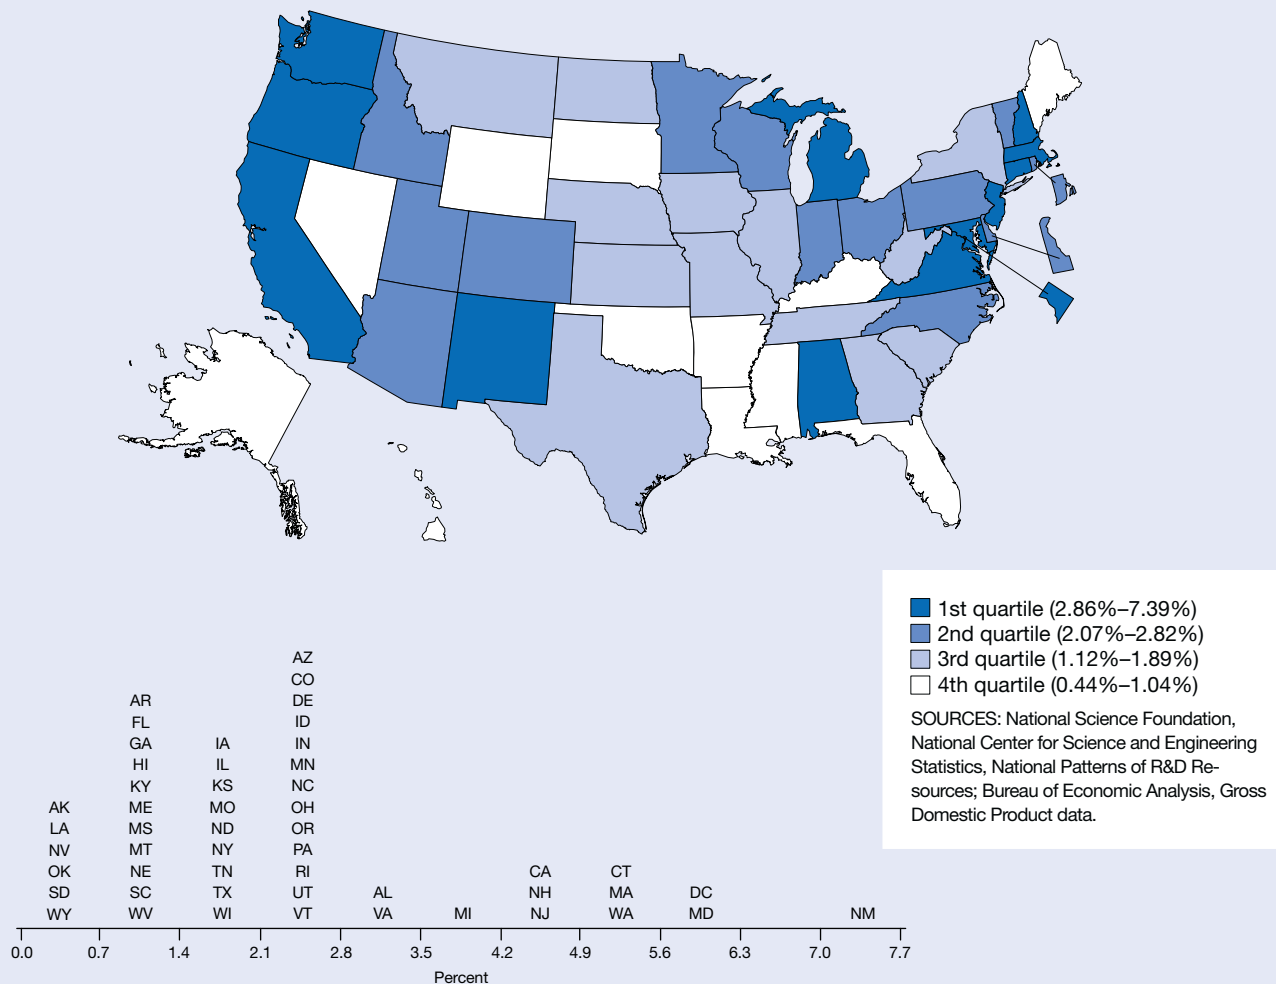 1st quartile (2.86%–7.39%)
2nd quartile (2.07%–2.82%)
3rd quartile (1.12%–1.89%)
4th quartile (0.44%–1.04%)
SOURCES: National Science Foundation,
National Center for Science and Engineering
Statistics, National Patterns of R&D Re-
sources; Bureau of Economic Analysis, Gross
Domestic Product data.
AZ
CO
AR DE
FL ID
GA IA IN
HI IL MN
KY KS NC
AK ME MO OH
LA MS ND OR
NV MT NY PA
OK NE TN RI CA CT
SD SC TX UT AL NH MA DC
WY WV WI VT VA MI NJ WA MD NM
0.0 0.7 1.4 2.1 2.8 3.5 4.2 4.9 5.6 6.3 7.0 7.7
Percent